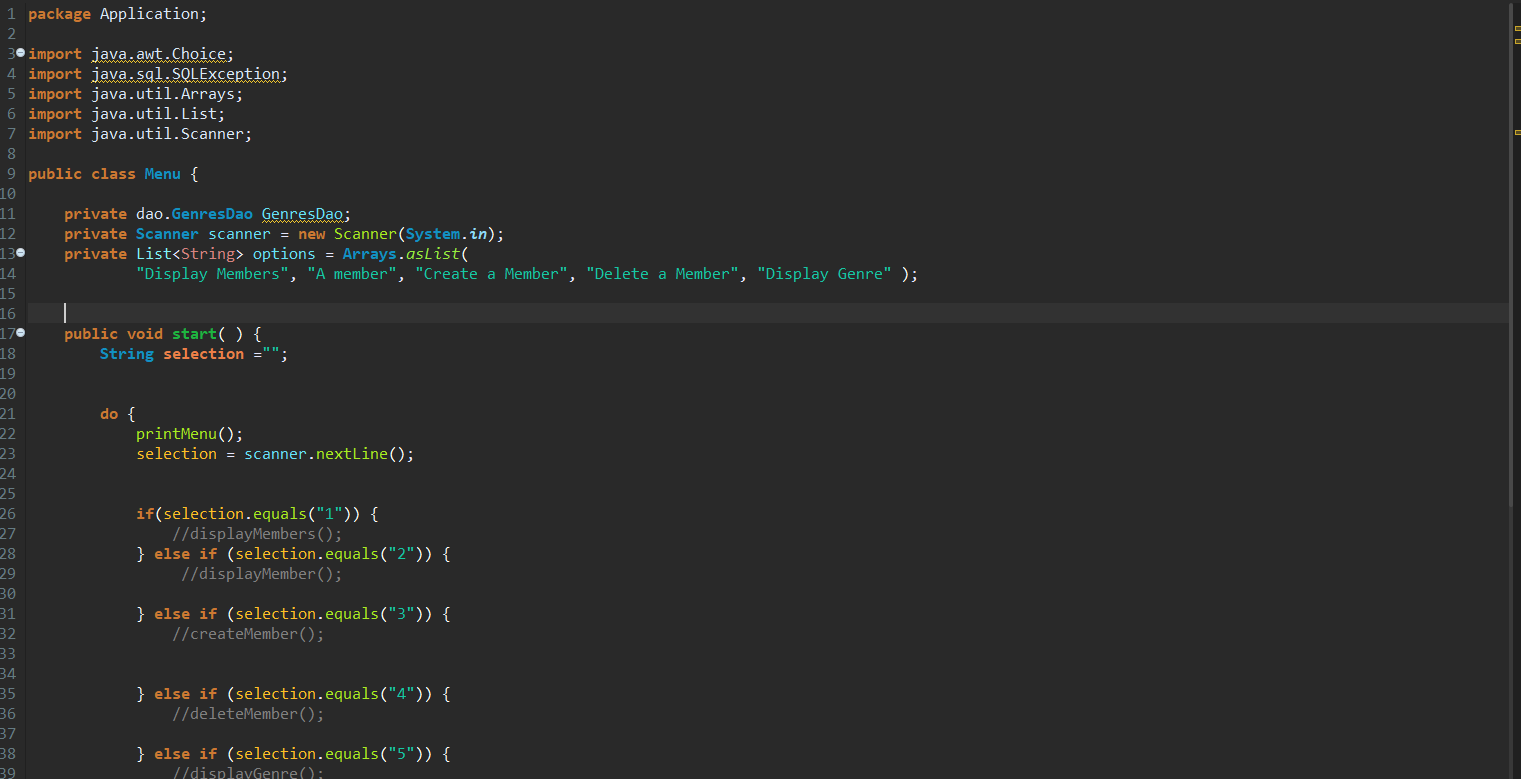 1 package Application;
2
3 import java.awt.Choice;
4 import java.sql.SQLException;
5 import java.util.Arrays;
6 import java.util.List;
7 import java.util.Scanner;
8
9 public class Menu {
10
11     private dao.GenresDao GenresDao;
12     private Scanner scanner = new Scanner(System.in);
13     private List<String> options = Arrays.asList(
14             "Display Members", "A member", "Create a Member", "Delete a Member", "Display Genre" );
15
16
17     public void start( ) {
18         String selection ="";
19
20
21         do {
22             printMenu();
23             selection = scanner.nextLine();
24
25
26             if(selection.equals("1")) {
27                 //displayMembers();
28             } else if (selection.equals("2")) {
29                  //displayMember();
30
31             } else if (selection.equals("3")) {
32                 //createMember();
33
34
35             } else if (selection.equals("4")) {
36                 //deleteMember();
37
38             } else if (selection.equals("5")) {
39                 //displayGenre();